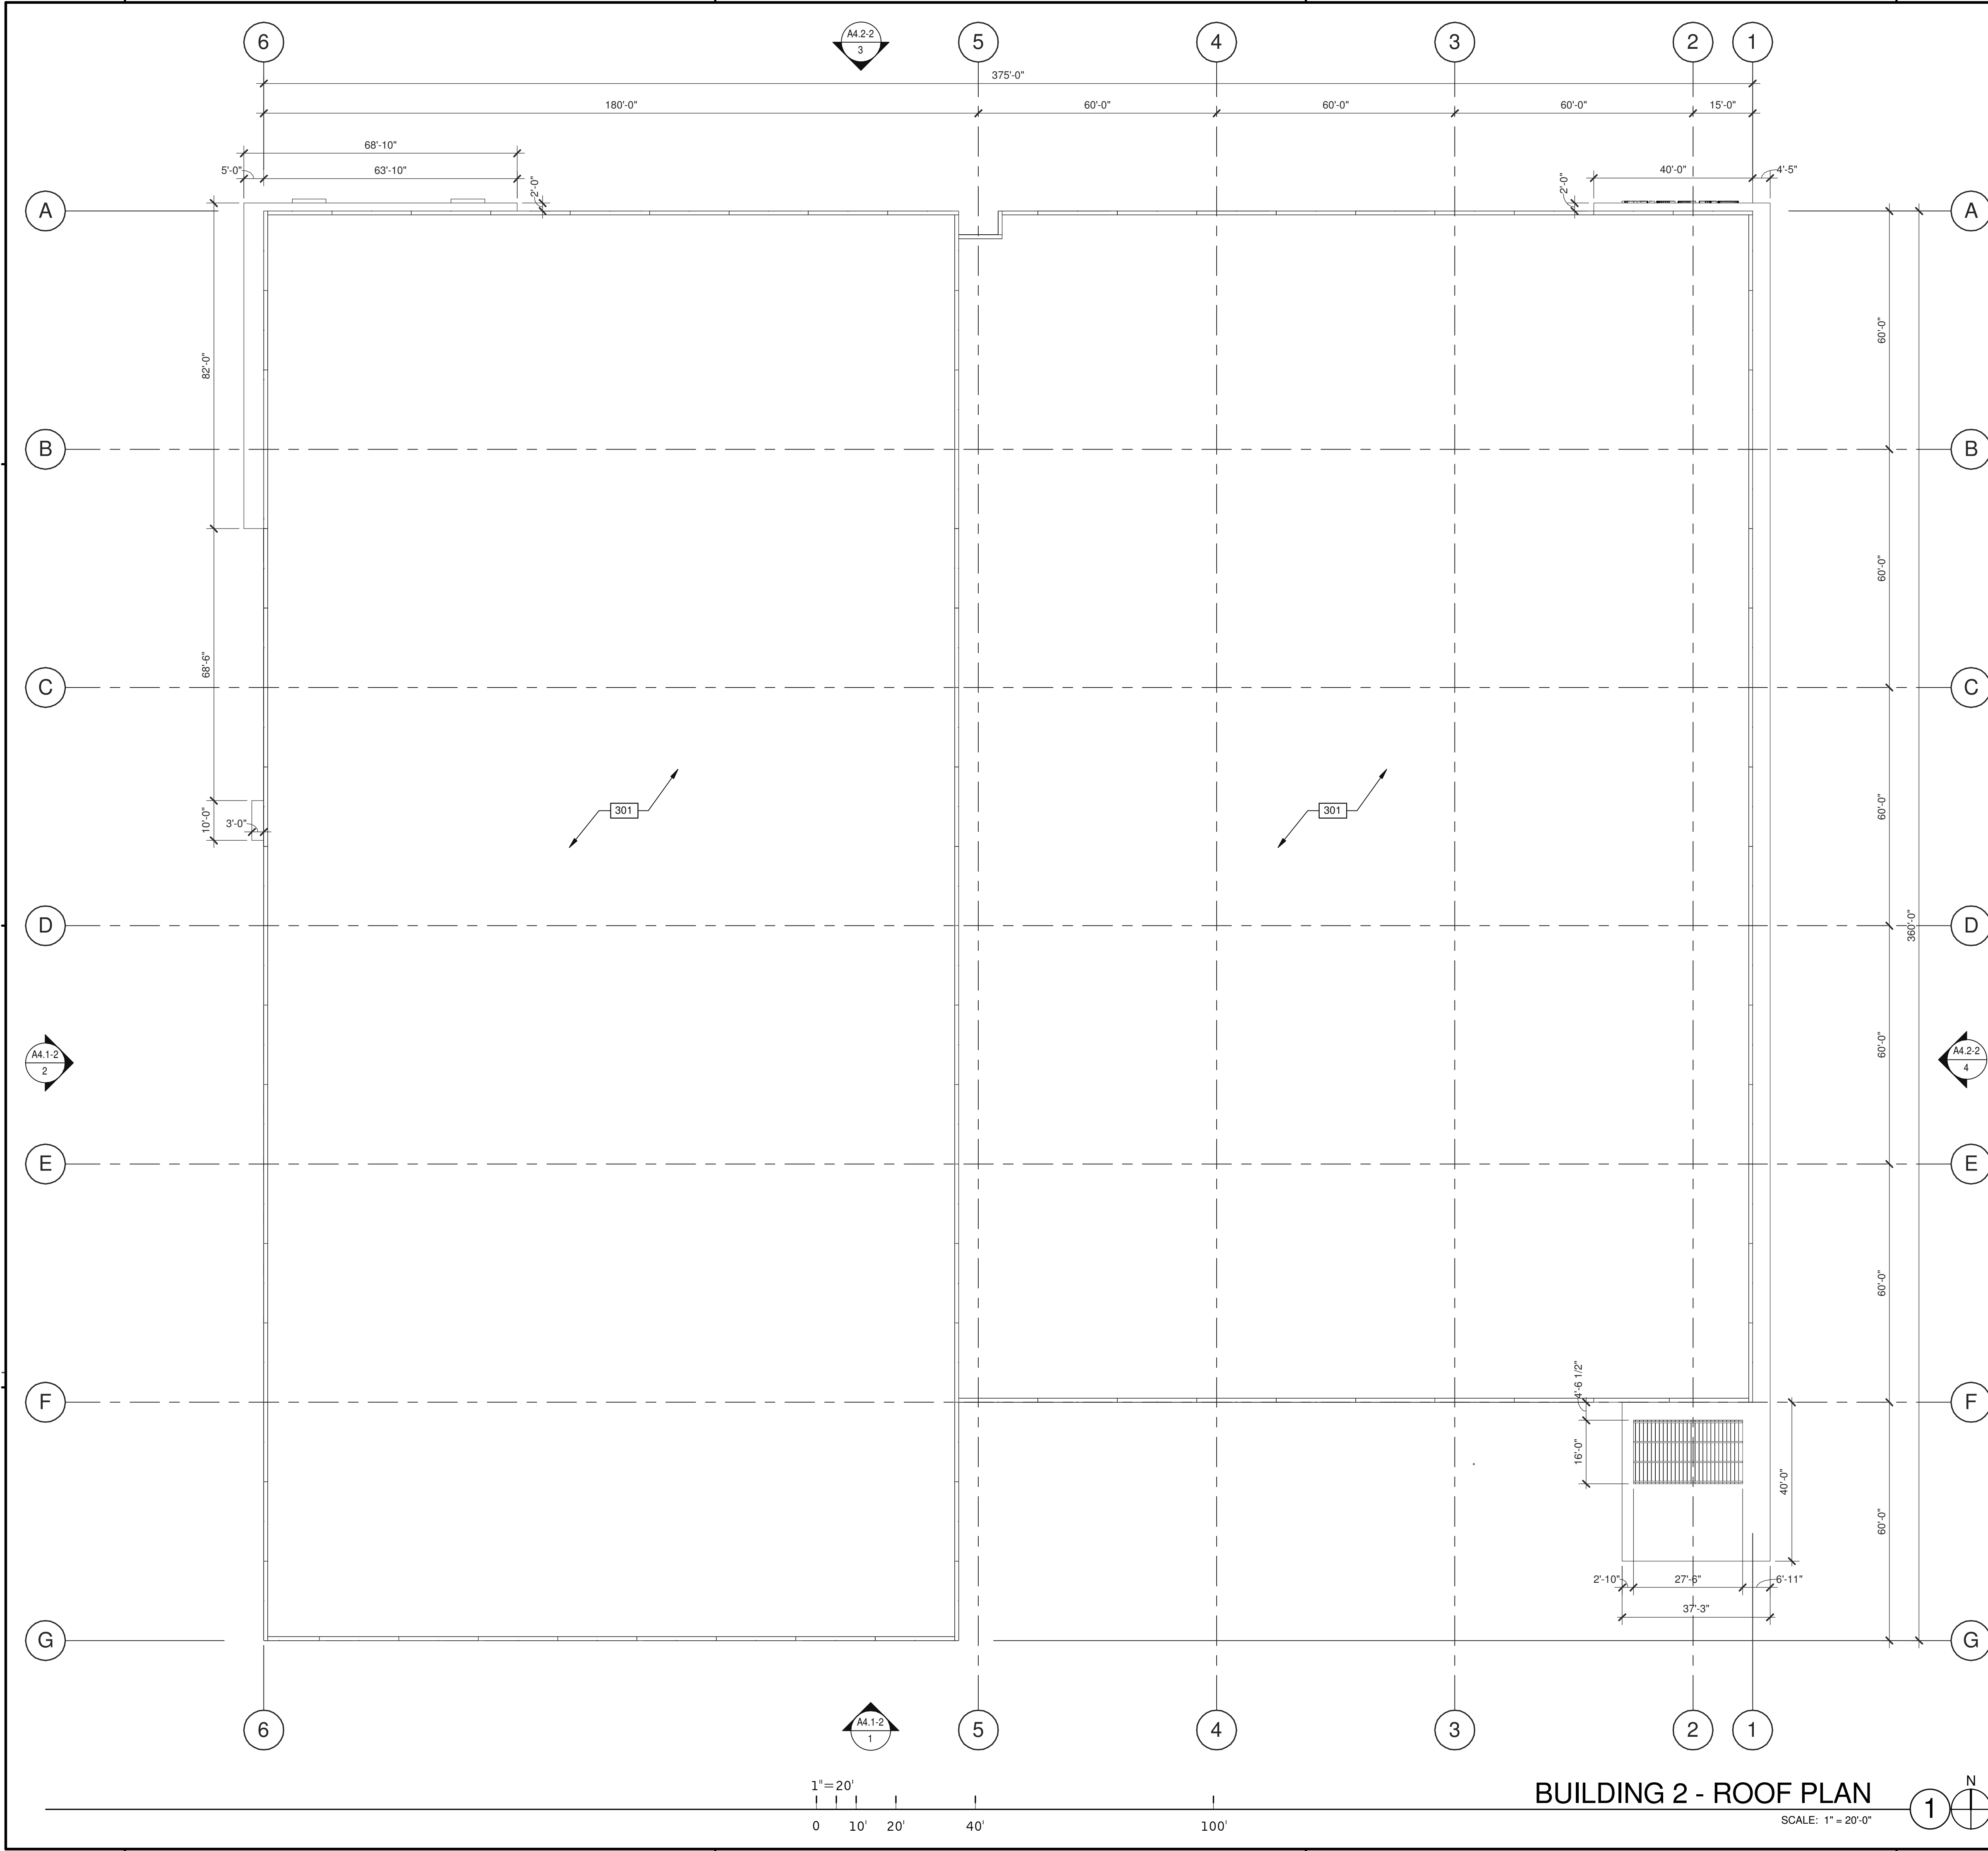 6
A4.2-2
3
5
4
3
2
1
375'-0"
180'-0"
60'-0"
60'-0"
60'-0"
15'-0"
68'-10"
5'-0"
63'-10"
2'-0"
2'-0"
40'-0"
4'-5"
A
A
60'-0"
82'-0"
B
B
60'-0"
68'-6"
C
C
301
301
60'-0"
10'-0"
3'-0"
D
D
360'-0"
A4.1-2
2
60'-0"
A4.2-2
4
E
E
60'-0"
4'-6 1/2"
F
F
16'-0"
40'-0"
60'-0"
2'-10"
27'-6"
6'-11"
37'-3"
G
G
6
A4.1-2
1
5
4
3
2
1
1"=20'
0
10'
20'
40'
100'
BUILDING 2 - ROOF PLAN
SCALE: 1" = 20'-0"
1
N